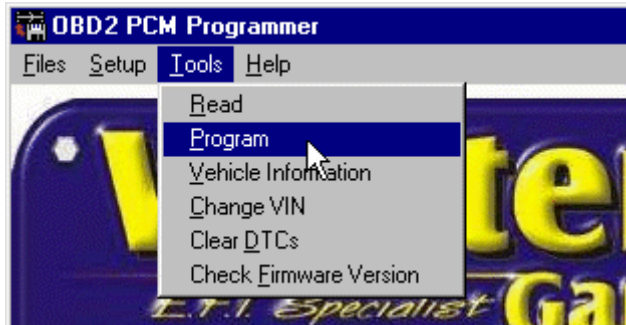 OBD2 PCM Programmer
Files Setup Tools Help
Read
Program
Vehicle Information
Change VIN
Clear DTCs
Check Firmware Version
E.F.I. Specialist